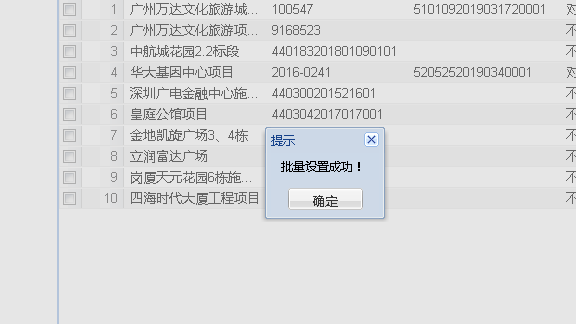 1 广州万达文化旅游城... 100547 5101092019031720001 对
2 广州万达文化旅游项... 9168523 不
3 中航城花园2.2标段 440183201801090101 不
4 华大基因中心项目 2016-0241 52052520190340001 对
5 深圳广电金融中心施... 440300201521601 不
6 皇庭公馆项目 4403042017017001 不
7 金地凯旋广场3、4栋 不
8 立润富达广场 不
9 岗厦天元花园6栋施... 不
10 四海时代大厦工程项目 不
提示
批量设置成功！
确定